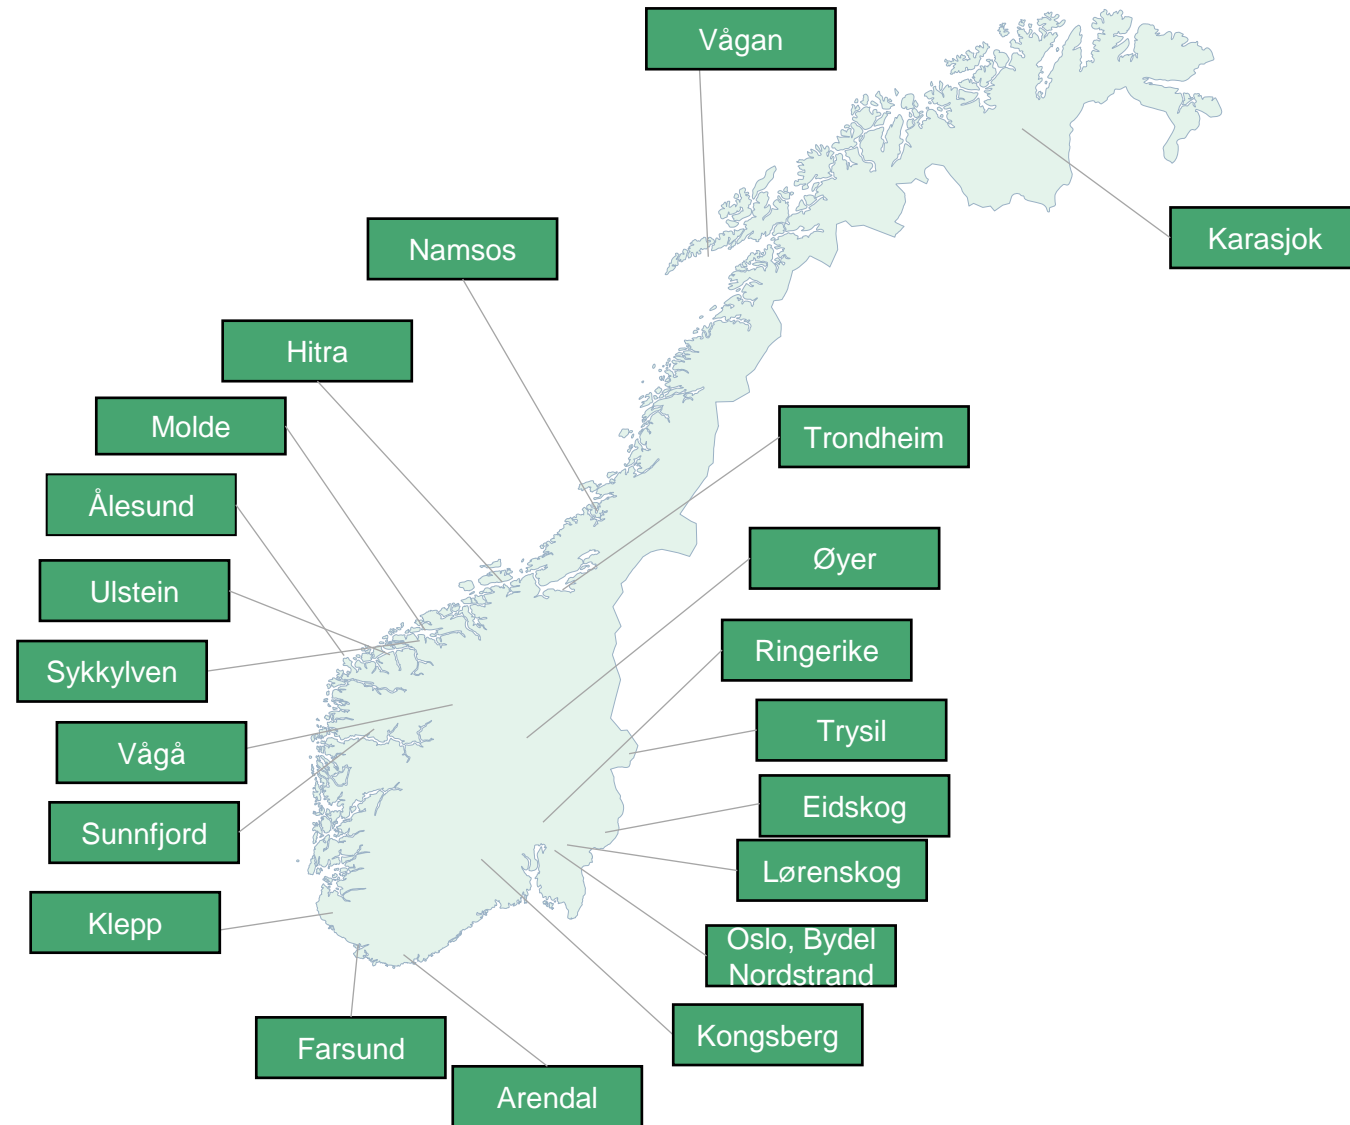 Vågan
Karasjok
Namsos
Hitra
Molde
Trondheim
Ålesund
Øyer
Ulstein
Ringerike
Sykkylven
Trysil
Vågå
Eidskog
Sunnfjord
Lørenskog
Klepp
Oslo, Bydel
Nordstrand
Kongsberg
Farsund
Arendal